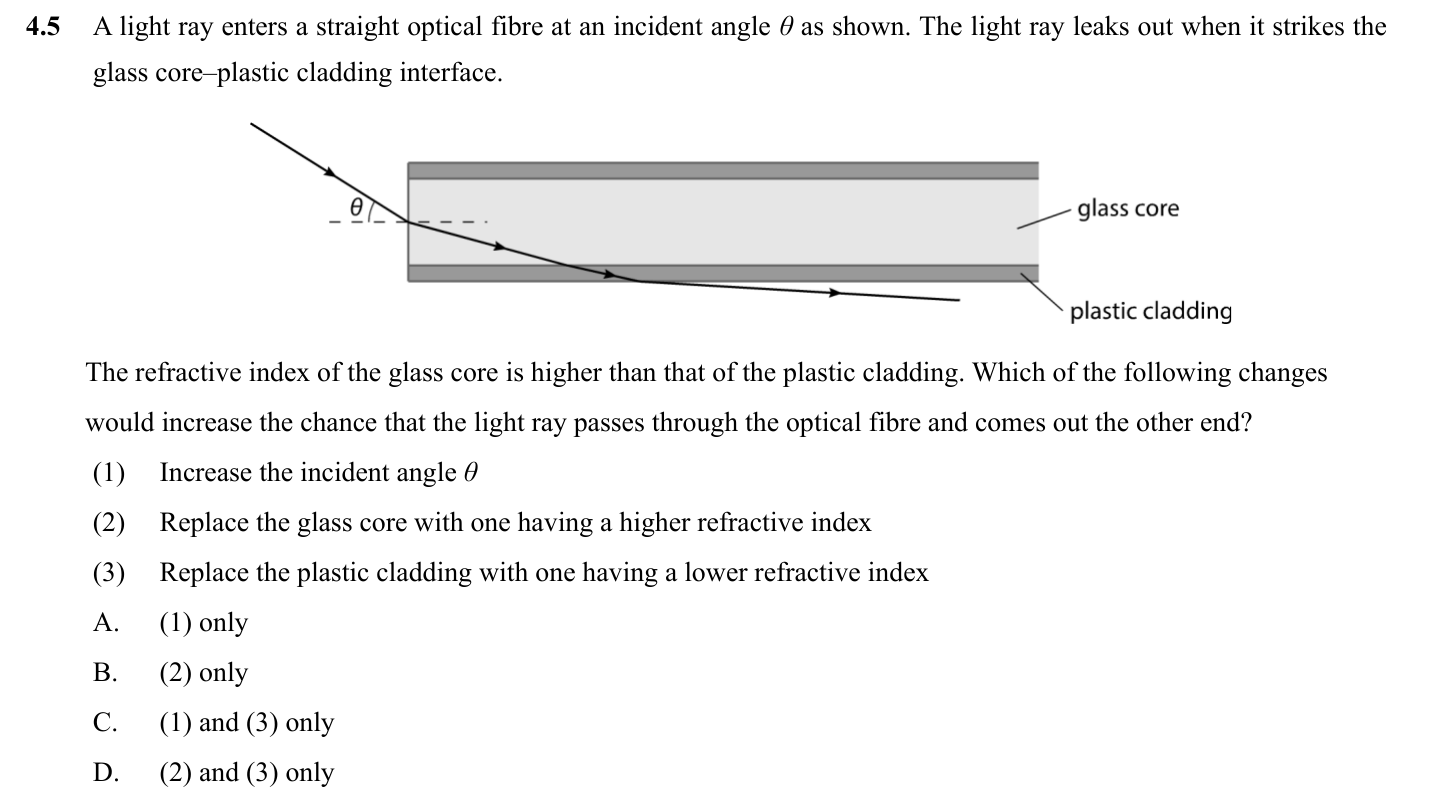 4.5 A light ray enters a straight optical fibre at an incident angle θ as shown. The light ray leaks out when it strikes the
glass core–plastic cladding interface.
θ
glass core
plastic cladding
The refractive index of the glass core is higher than that of the plastic cladding. Which of the following changes
would increase the chance that the light ray passes through the optical fibre and comes out the other end?
(1) Increase the incident angle θ
(2) Replace the glass core with one having a higher refractive index
(3) Replace the plastic cladding with one having a lower refractive index
A. (1) only
B. (2) only
C. (1) and (3) only
D. (2) and (3) only